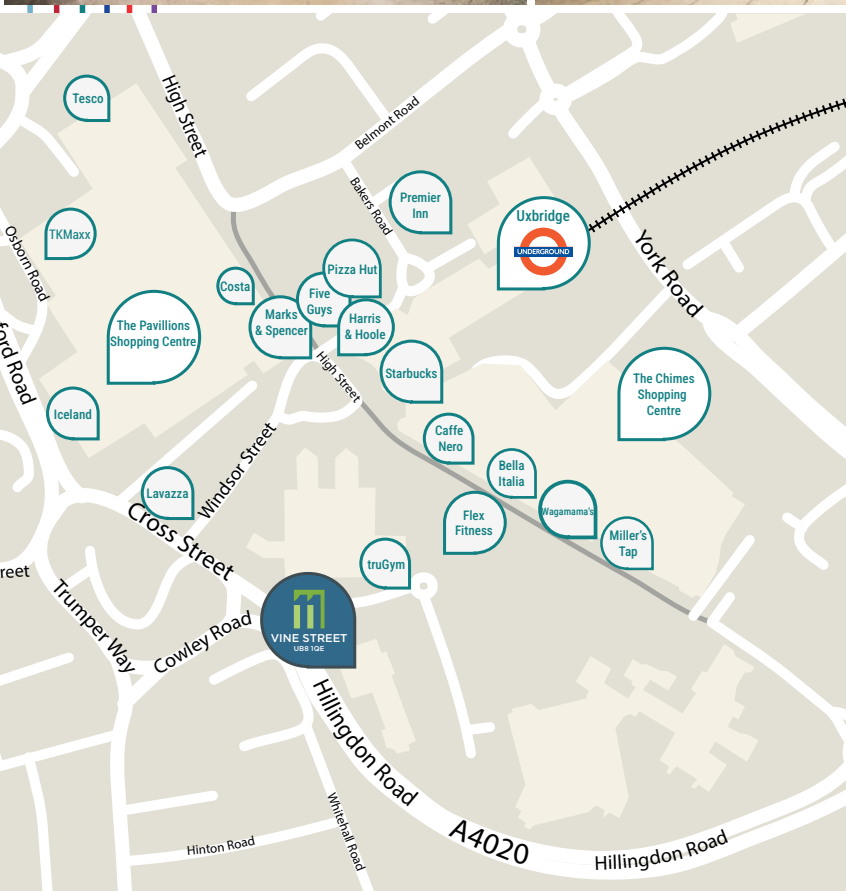 Tesco
High Street
Belmont Road
Bakers Road
Premier
Inn
Uxbridge
UNDERGROUND
TKMaxx
Osborn Road
York Road
Pizza Hut
Costa
Five
Guys
Marks
& Spencer
Harris
& Hoole
The Pavillions
Shopping Centre
ford Road
High Street
Starbucks
The Chimes
Shopping
Centre
Iceland
Caffe
Nero
Windsor Street
Bella
Italia
Lavazza
Wagamama's
Flex
Fitness
Miller's
Tap
Cross Street
truGym
reet
Trumper Way
Cowley Road
11
VINE STREET
UB8 1QE
Hillingdon Road
Whitehall Road
Hinton Road
A4020
Hillingdon Road